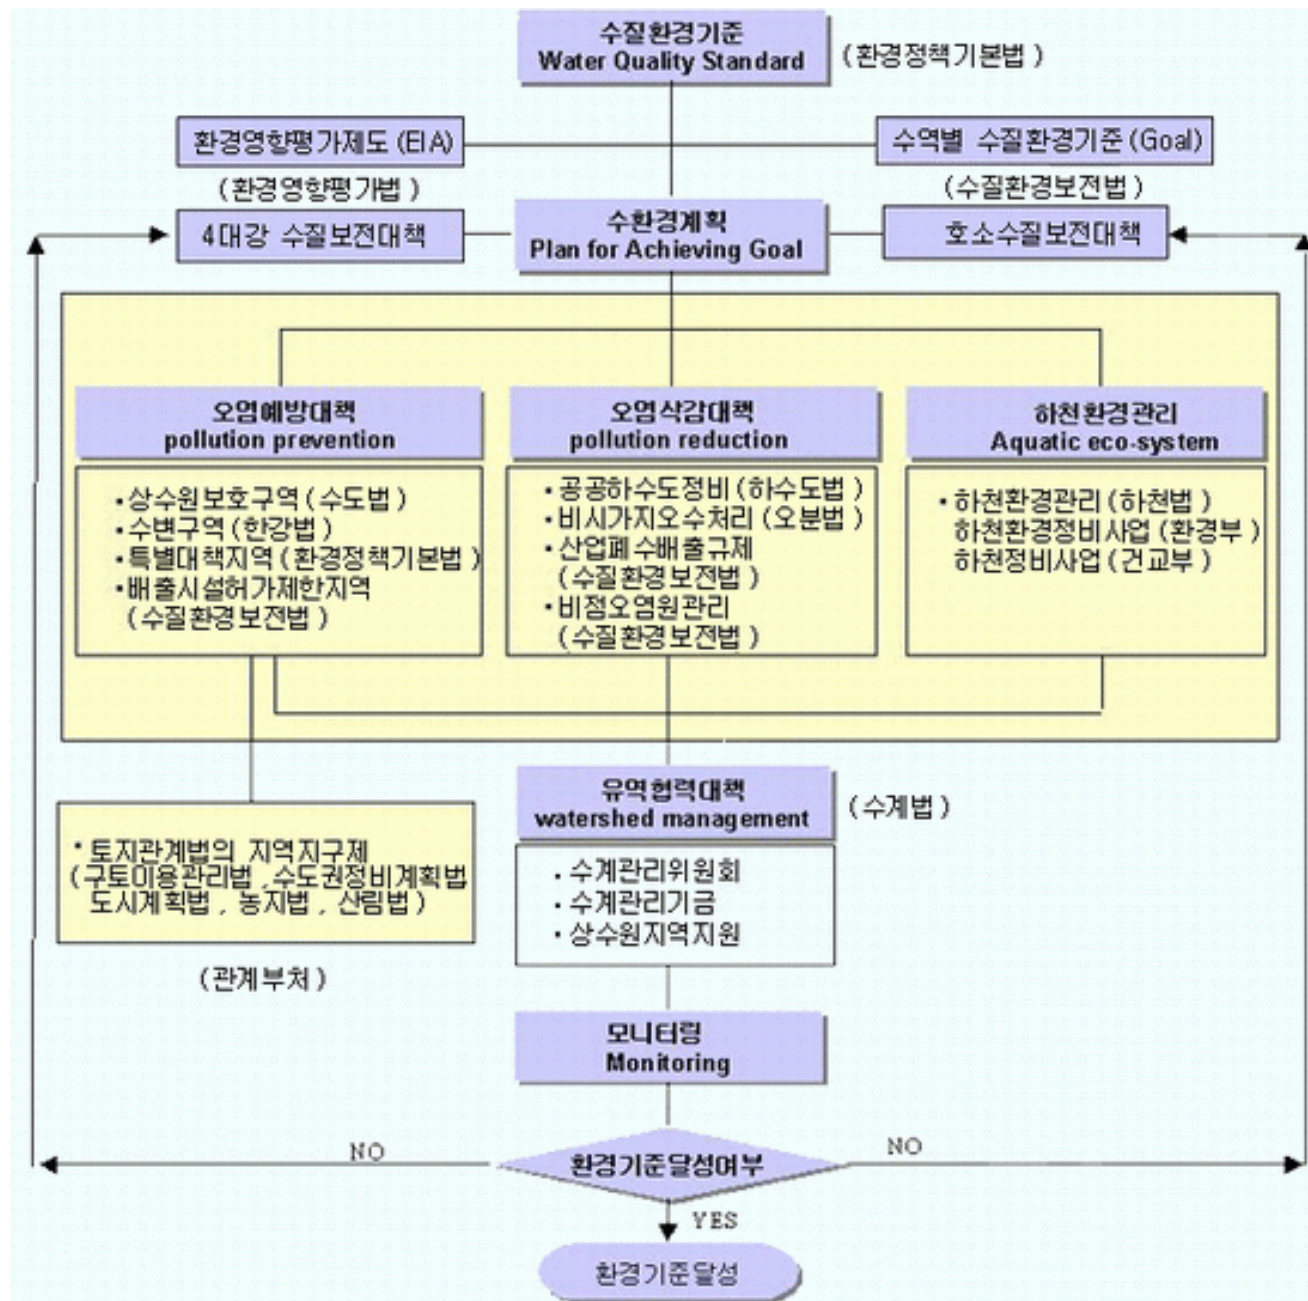 수질환경기준
Water Quality Standard
(환경정책기본법)
환경영향평가제도 (EIA)
수역별 수질환경기준 (Goal)
(환경영향평가법)
(수질환경보전법)
4대강 수질보전대책
수환경계획
Plan for Achieving Goal
호소수질보전대책
오염예방대책
pollution prevention
오염삭감대책
pollution reduction
하천환경관리
Aquatic eco-system
·상수원보호구역 (수도법)
·수변구역 (한강법)
·특별대책지역 (환경정책기본법)
·배출시설허가제한지역
(수질환경보전법)
·공공하수도정비 (하수도법)
·비시가지오수처리 (오분법)
·산업폐수배출규제
(수질환경보전법)
·비점오염원관리
(수질환경보전법)
·하천환경관리 (하천법)
하천환경정비사업 (환경부)
하천정비사업 (건교부)
유역협력대책
watershed management
(수계법)
* 토지관계법의 지역지구제
(구토이용관리법 ,수도권정비계획법
도시계획법 , 농지법 , 산림법)
(관계부처)
· 수계관리위원회
· 수계관리기금
· 상수원지역지원
모니터링
Monitoring
NO
환경기준달성여부
NO
YES
환경기준달성